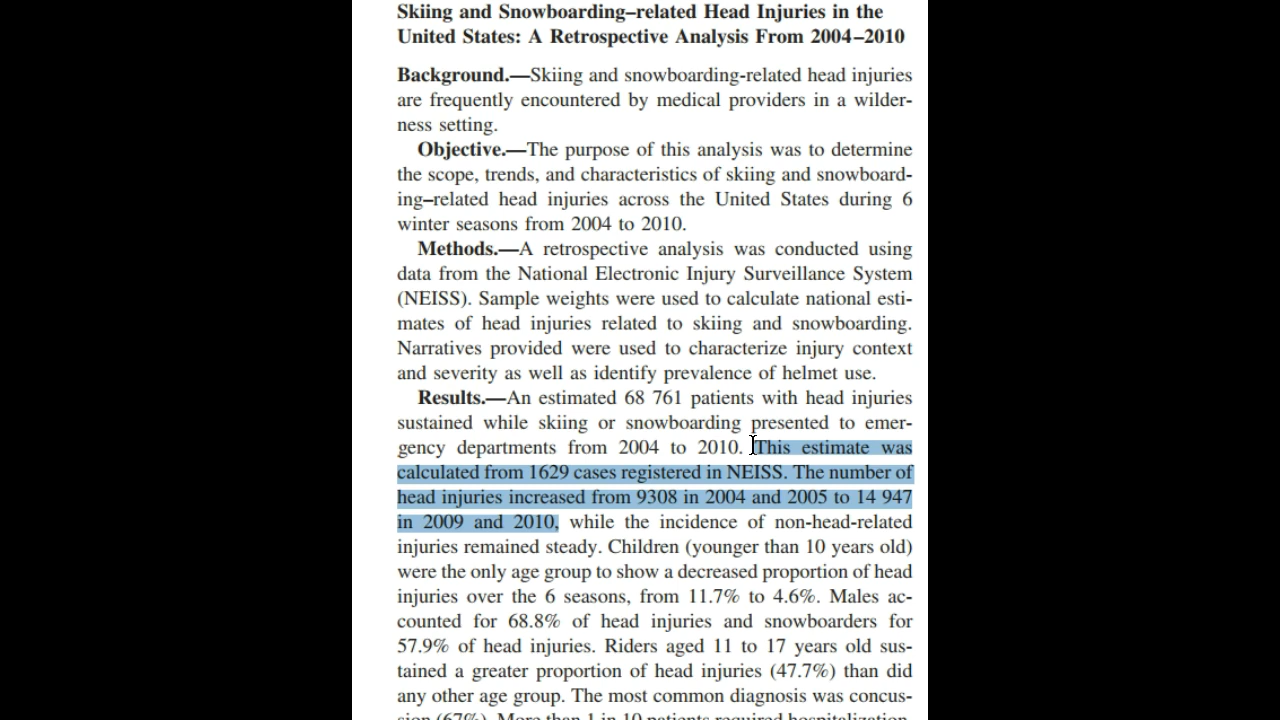 Skiing and Snowboarding–related Head Injuries in the
United States: A Retrospective Analysis From 2004–2010
Background.—Skiing and snowboarding-related head injuries
are frequently encountered by medical providers in a wilder-
ness setting.
Objective.—The purpose of this analysis was to determine
the scope, trends, and characteristics of skiing and snowboard-
ing–related head injuries across the United States during 6
winter seasons from 2004 to 2010.
Methods.—A retrospective analysis was conducted using
data from the National Electronic Injury Surveillance System
(NEISS). Sample weights were used to calculate national esti-
mates of head injuries related to skiing and snowboarding.
Narratives provided were used to characterize injury context
and severity as well as identify prevalence of helmet use.
Results.—An estimated 68 761 patients with head injuries
sustained while skiing or snowboarding presented to emer-
gency departments from 2004 to 2010. This estimate was
calculated from 1629 cases registered in NEISS. The number of
head injuries increased from 9308 in 2004 and 2005 to 14 947
in 2009 and 2010, while the incidence of non-head-related
injuries remained steady. Children (younger than 10 years old)
were the only age group to show a decreased proportion of head
injuries over the 6 seasons, from 11.7% to 4.6%. Males ac-
counted for 68.8% of head injuries and snowboarders for
57.9% of head injuries. Riders aged 11 to 17 years old sus-
tained a greater proportion of head injuries (47.7%) than did
any other age group. The most common diagnosis was concus-
sion (67%). More than 1 in 10 patients required hospitalization,